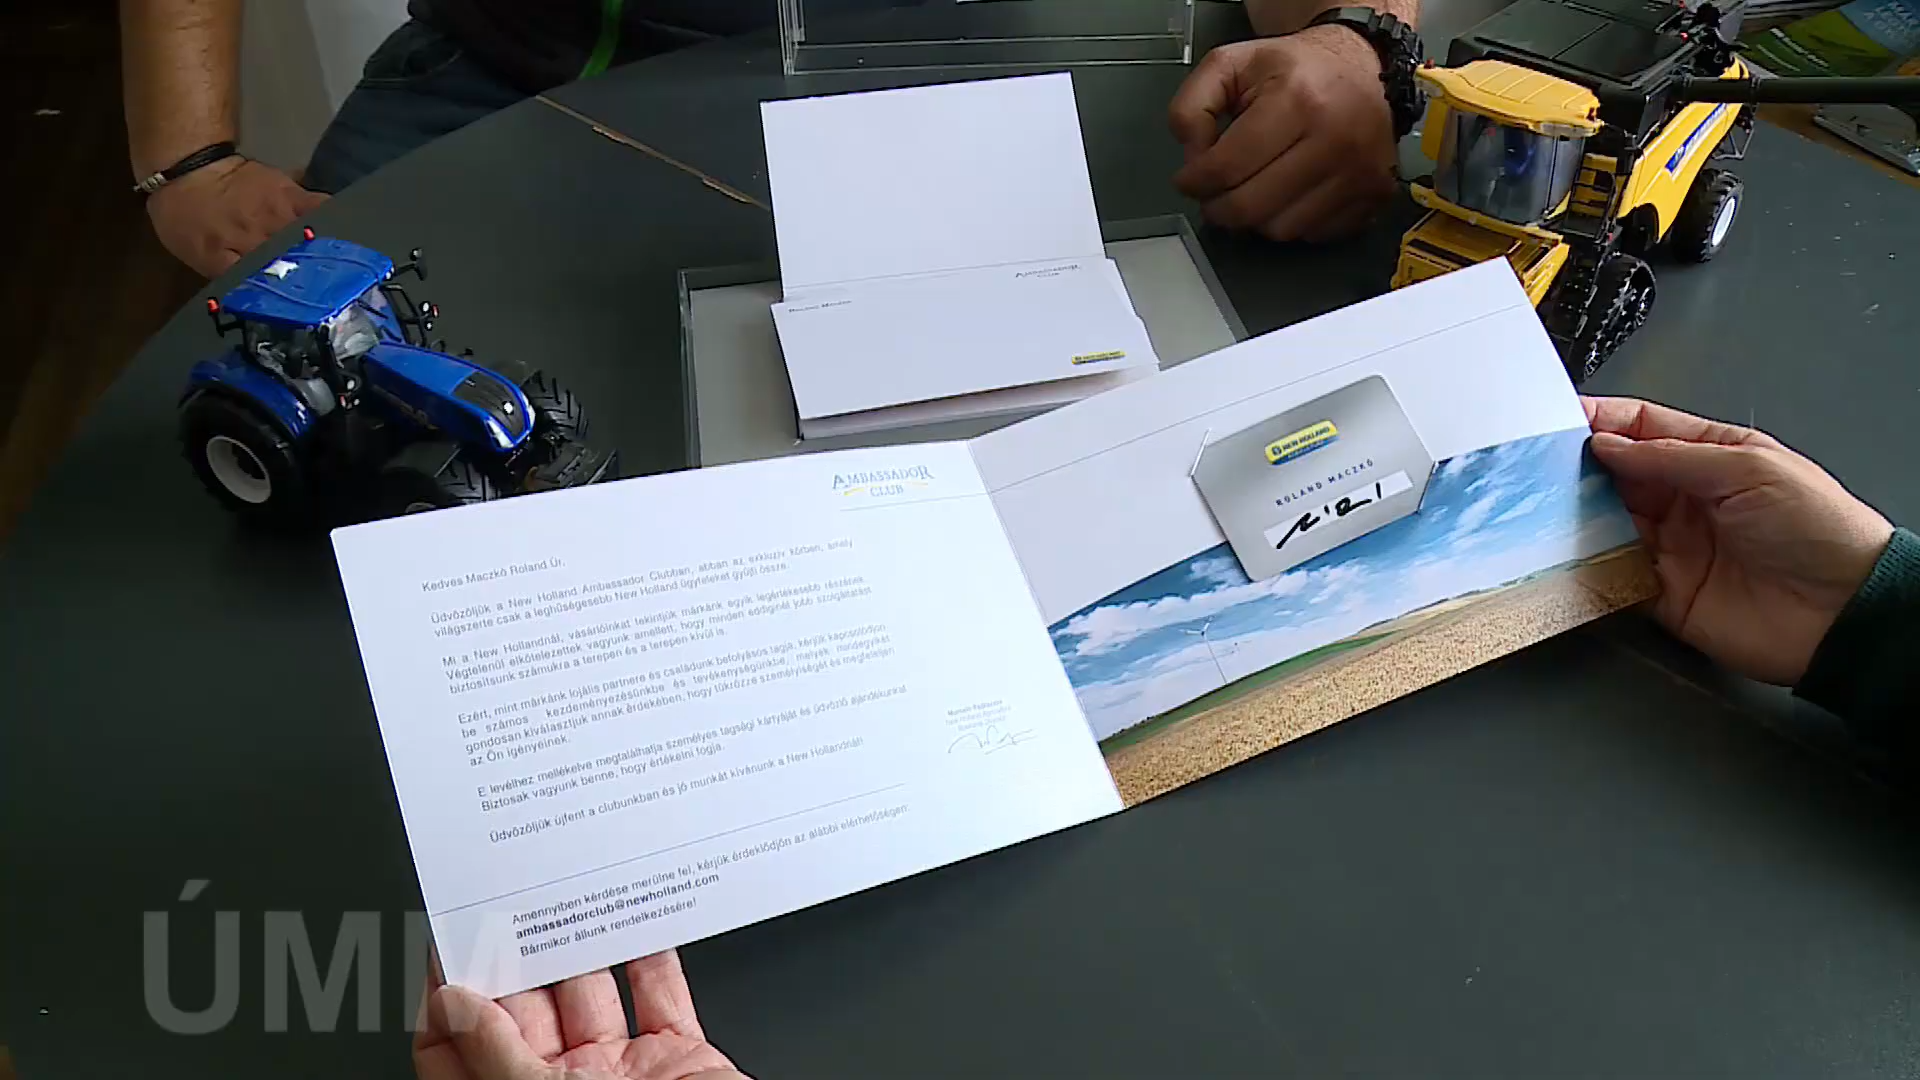 AMBASSADOR
CLUB
NEW HOLLAND
AMBASSADOR
CLUB
Kedves Maczkó Roland Úr,
Üdvözöljük a New Holland Ambassador Clubban, abban az exkluzív körben, amely
világszerte csak a leghűségesebb New Holland ügyfeleket gyűjti össze.
Mi a New Hollandnál, vásárlóinkat tekintjük márkánk egyik legértékesebb részének.
Végtelenül elkötelezettek vagyunk amellett, hogy minden eddiginél jobb szolgáltatást
biztosítsunk számukra a terepen és a terepen kívül is.
Ezért, mint márkánk lojális partnere és családunk befolyásos tagja, kérjük kapcsolódjon
be számos kezdeményezésünkbe és tevékenységünkbe, melyek mindegyikét
gondosan kiválasztjuk annak érdekében, hogy tükrözze személyiségét és megfeleljen
az Ön igényeinek.
E levélhez mellékelve megtalálhatja személyes tagsági kártyáját és üdvözlő ajándékunkat
Biztosak vagyunk benne, hogy értékelni fogja.
Üdvözöljük újfent a clubunkban és jó munkát kívánunk a New Hollandnál!
Amennyiben kérdése merülne fel, kérjük érdeklődjön az alábbi elérhetőségen:
ambassadorclub@newholland.com
Bármikor állunk rendelkezésére!
NEW HOLLAND
ROLAND MACZKÓ
ÚMM